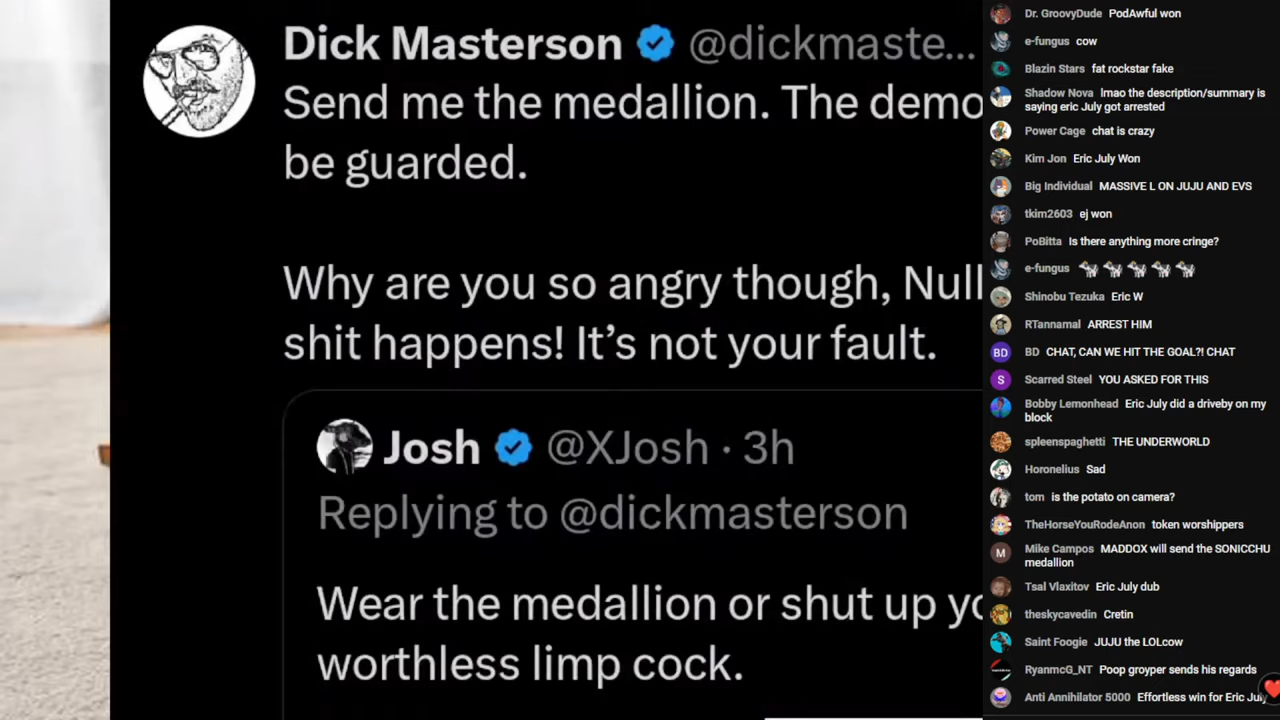 Dick Masterson @dickmaste...
Send me the medallion. The demo
be guarded.
Why are you so angry though, Null
shit happens! It’s not your fault.
Josh @XJosh · 3h
Replying to @dickmasterson
Wear the medallion or shut up yo
worthless limp cock.
Dr. GroovyDude PodAwful won
e-fungus cow
Blazin Stars fat rockstar fake
Shadow Nova lmao the description/summary is
saying eric July got arrested
Power Cage chat is crazy
Kim Jon Eric July Won
Big Individual MASSIVE L ON JUJU AND EVS
tkim2603 ej won
PoBitta Is there anything more cringe?
e-fungus 🐄 🐄 🐄 🐄 🐄
Shinobu Tezuka Eric W
RTannamal ARREST HIM
BD BD CHAT, CAN WE HIT THE GOAL?! CHAT
S Scarred Steel YOU ASKED FOR THIS
Bobby Lemonhead Eric July did a driveby on my
block
spleenspaghetti THE UNDERWORLD
Horonelius Sad
tom is the potato on camera?
TheHorseYouRodeAnon token worshippers
M Mike Campos MADDOX will send the SONICCHU
medallion
Tsal Vlaxitov Eric July dub
theskycavedin Cretin
Saint Foogie JUJU the LOLcow
RyanmcG_NT Poop groyper sends his regards
Anti Annihilator 5000 Effortless win for Eric July